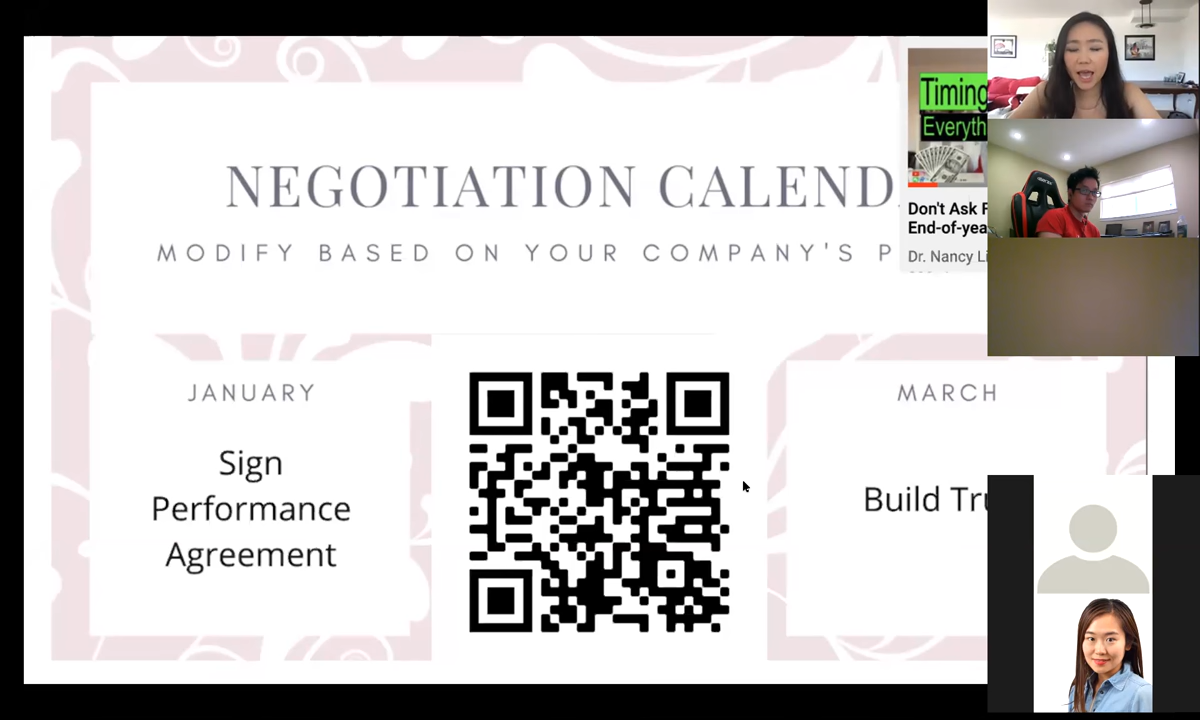 NEGOTIATION CALEND
MODIFY BASED ON YOUR COMPANY'S P
Timing
Everyth
Don't Ask F
End-of-yea
Dr. Nancy Li
JANUARY
Sign
Performance
Agreement
MARCH
Build Tru